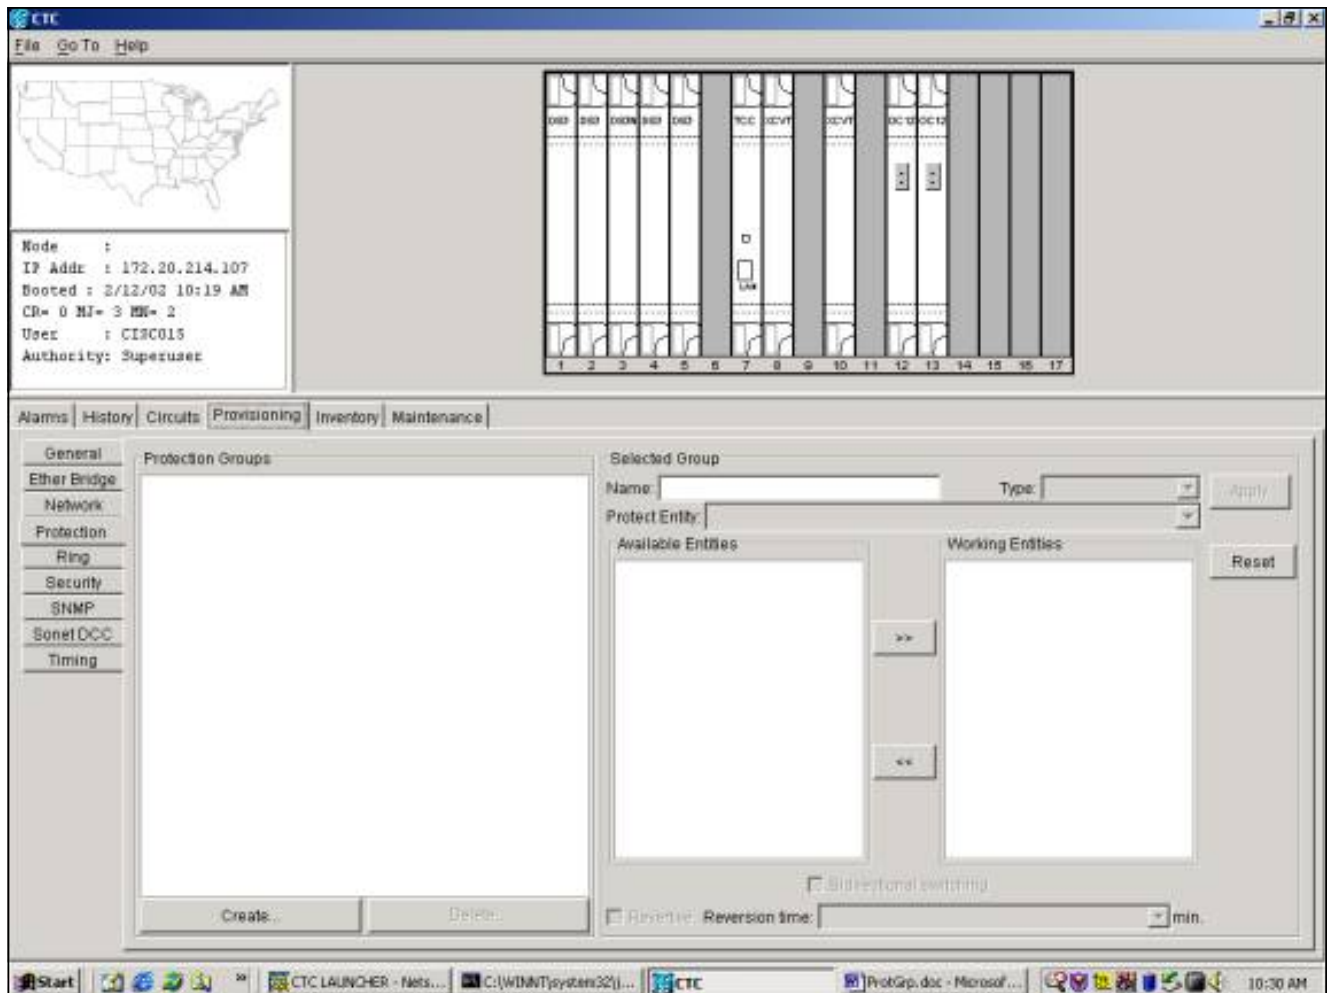 CTC
File Go To Help
DS3 DS3 DS3N DS3 DS3 TCC XCVT XCVT OC12 OC12
LAN
1 2 3 4 5 6 7 8 9 10 11 12 13 14 15 16 17
Node :
IP Addr : 172.20.214.107
Booted : 2/12/02 10:19 AM
CR= 0 MJ= 3 MN= 2
User : CISCO15
Authority: Superuser
Alarms History Circuits Provisioning Inventory Maintenance
General
Ether Bridge
Network
Protection
Ring
Security
SNMP
Sonet DCC
Timing
Protection Groups
Create...
Delete...
Selected Group
Name:
Type:
Apply
Protect Entity:
Available Entities
Working Entities
Reset
>>
<<
Bidirectional switching
Revertive Reversion time: min.
Start » CTC LAUNCHER - Nets... C:\WINNT\system32\j... CTC ProtGrp.doc - Microsof... 10:30 AM